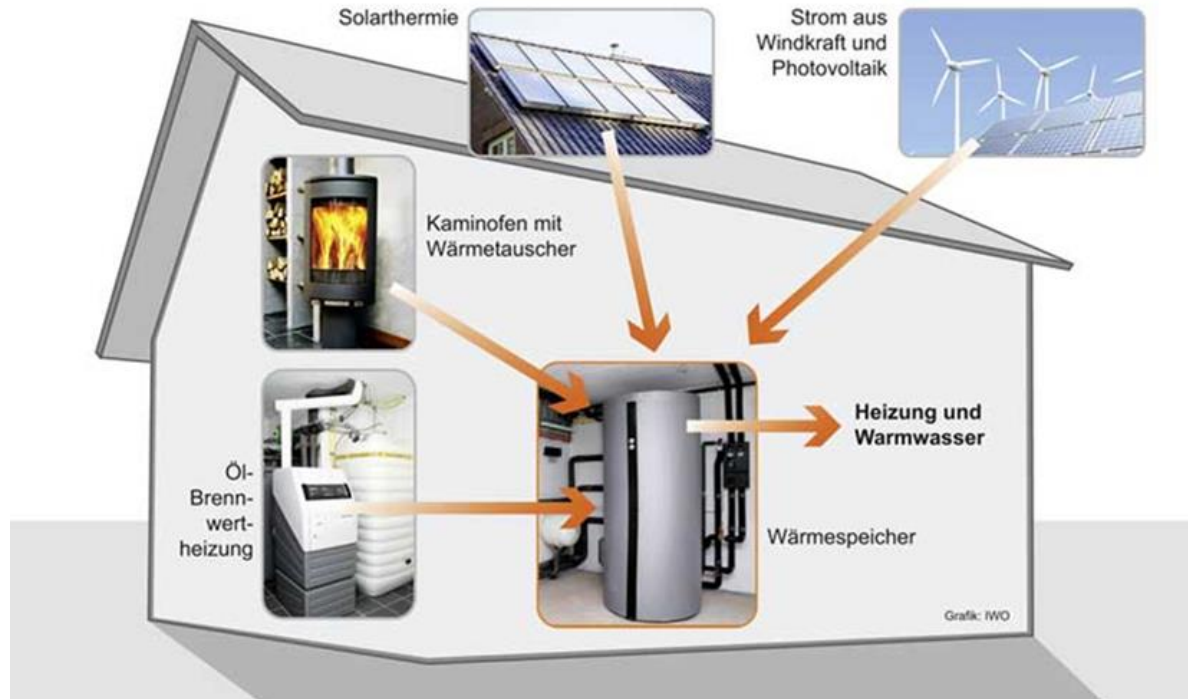 Solarthermie
Strom aus
Windkraft und
Photovoltaik
Kaminofen mit
Wärmetauscher
Öl-
Brenn-
wert-
heizung
Heizung und
Warmwasser
Wärmespeicher
Grafik: IWO